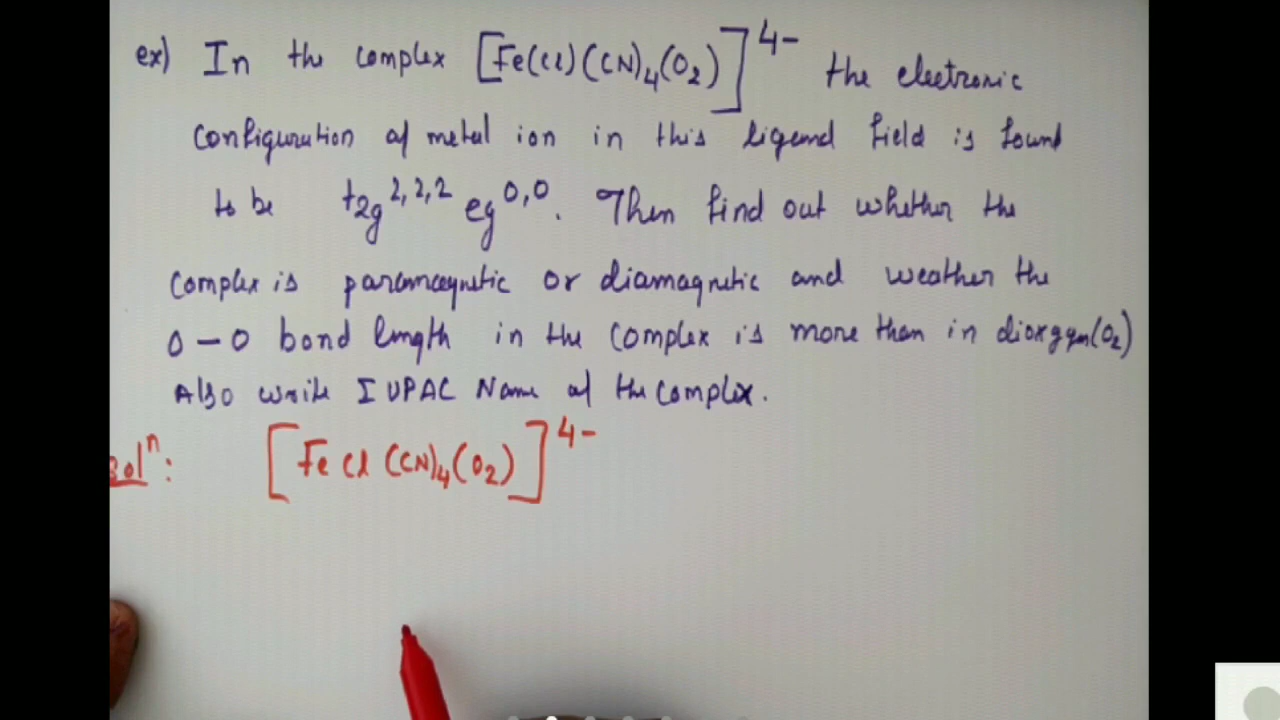 ex) In the complex [Fe(Cl)(CN)₄(O₂)]⁴⁻ the electronic
configuration of metal ion in this ligand field is found
to be t2g²,²,² eg⁰,⁰. Then find out whether the
complex is paramagnetic or diamagnetic and weather the
O–O bond length in the complex is more than in dioxygen(O₂)
Also write IUPAC Name of the complex.
solⁿ: [FeCl(CN)₄(O₂)]⁴⁻